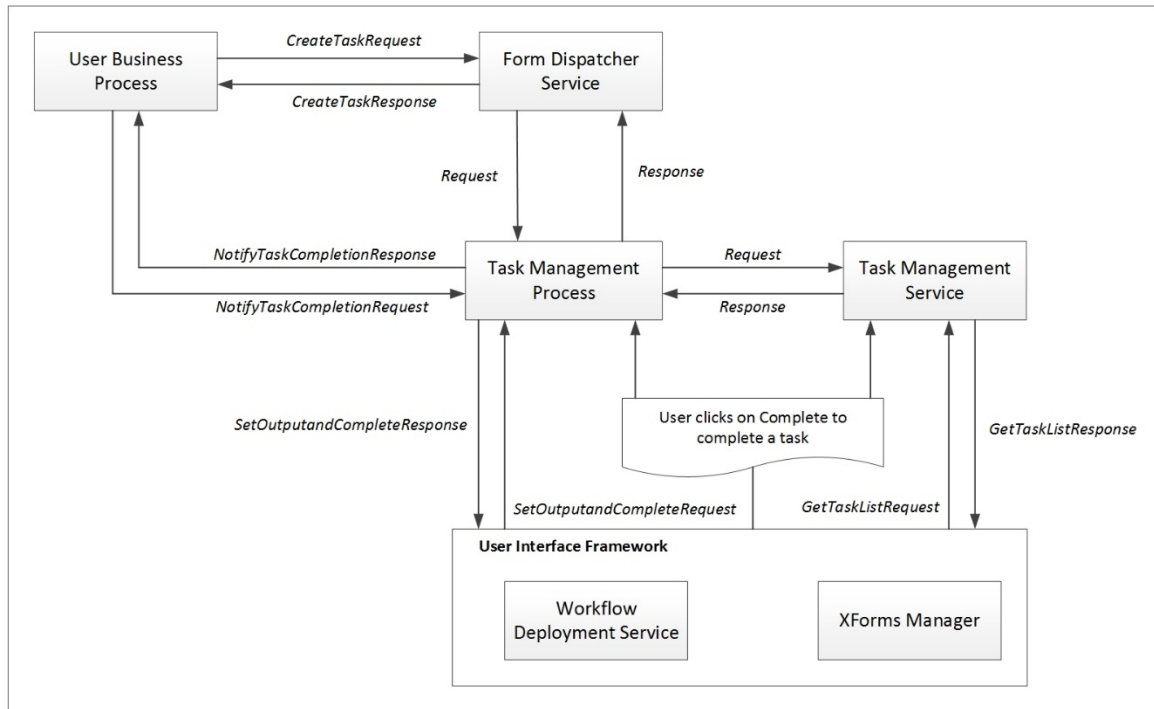 User Business
Process
CreateTaskRequest
CreateTaskResponse
Form Dispatcher
Service
Request
Response
NotifyTaskCompletionResponse
NotifyTaskCompletionRequest
Task Management
Process
Request
Response
Task Management
Service
SetOutputandCompleteResponse
User clicks on Complete to
complete a task
GetTaskListResponse
SetOutputandCompleteRequest
GetTaskListRequest
User Interface Framework
Workflow
Deployment Service
XForms Manager